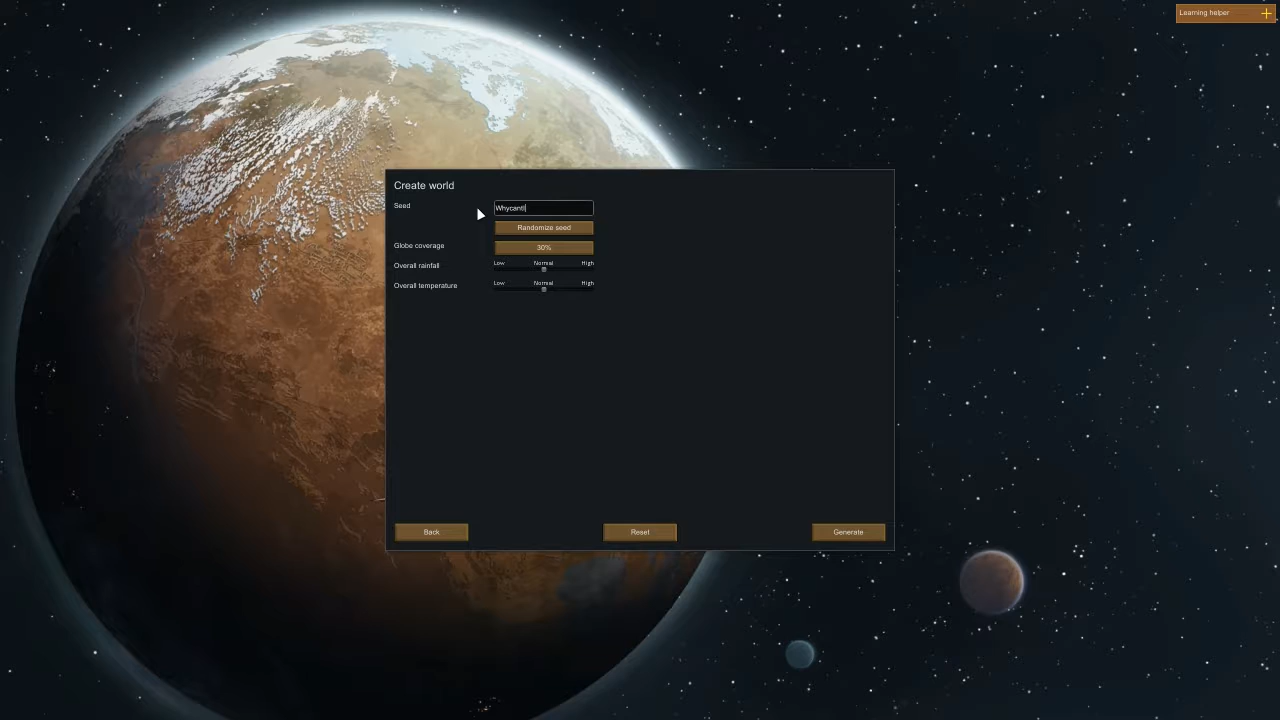 Learning helper
Create world
Seed
WhycantI
Randomize seed
Globe coverage
30%
Overall rainfall
Low Normal High
Overall temperature
Low Normal High
Back
Reset
Generate